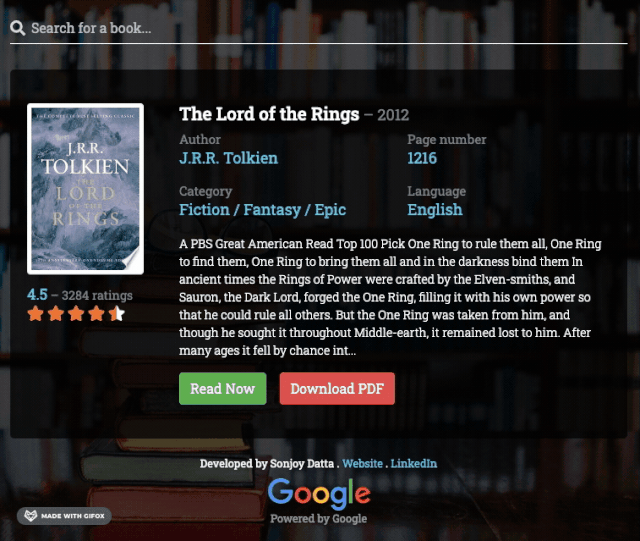 Search for a book...
The Lord of the Rings – 2012
Author
Page number
J.R.R. Tolkien
1216
Category
Language
Fiction / Fantasy / Epic
English
J.R.R.
TOLKIEN
THE
LORD
OF THE
RINGS
4.5 – 3284 ratings
A PBS Great American Read Top 100 Pick One Ring to rule them all, One Ring
to find them, One Ring to bring them all and in the darkness bind them In
ancient times the Rings of Power were crafted by the Elven-smiths, and
Sauron, the Dark Lord, forged the One Ring, filling it with his own power so
that he could rule all others. But the One Ring was taken from him, and
though he sought it throughout Middle-earth, it remained lost to him. After
many ages it fell by chance int...
Read Now
Download PDF
Developed by Sonjoy Datta . Website . LinkedIn
Google
Powered by Google
MADE WITH GIFOX